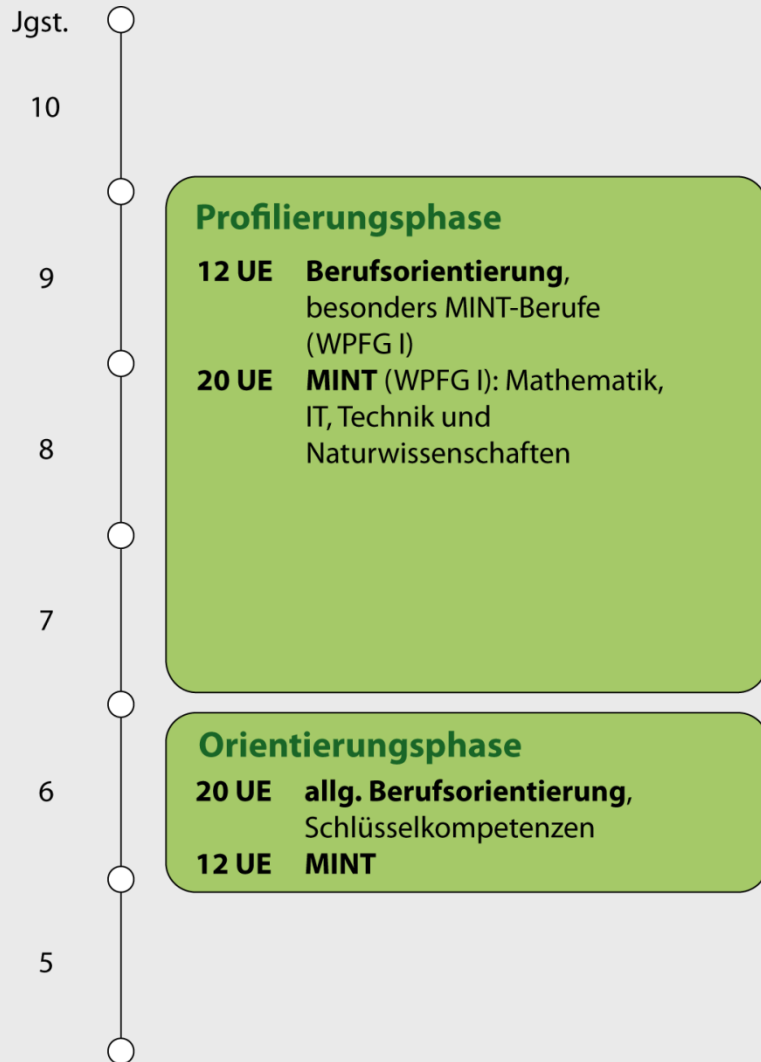 Jgst.
10
Profilierungsphase
9
12 UE Berufsorientierung,
besonders MINT-Berufe
(WPFG I)
20 UE MINT (WPFG I): Mathematik,
IT, Technik und
8
Naturwissenschaften
7
Orientierungsphase
6
20 UE allg. Berufsorientierung,
Schlüsselkompetenzen
12 UE MINT
5